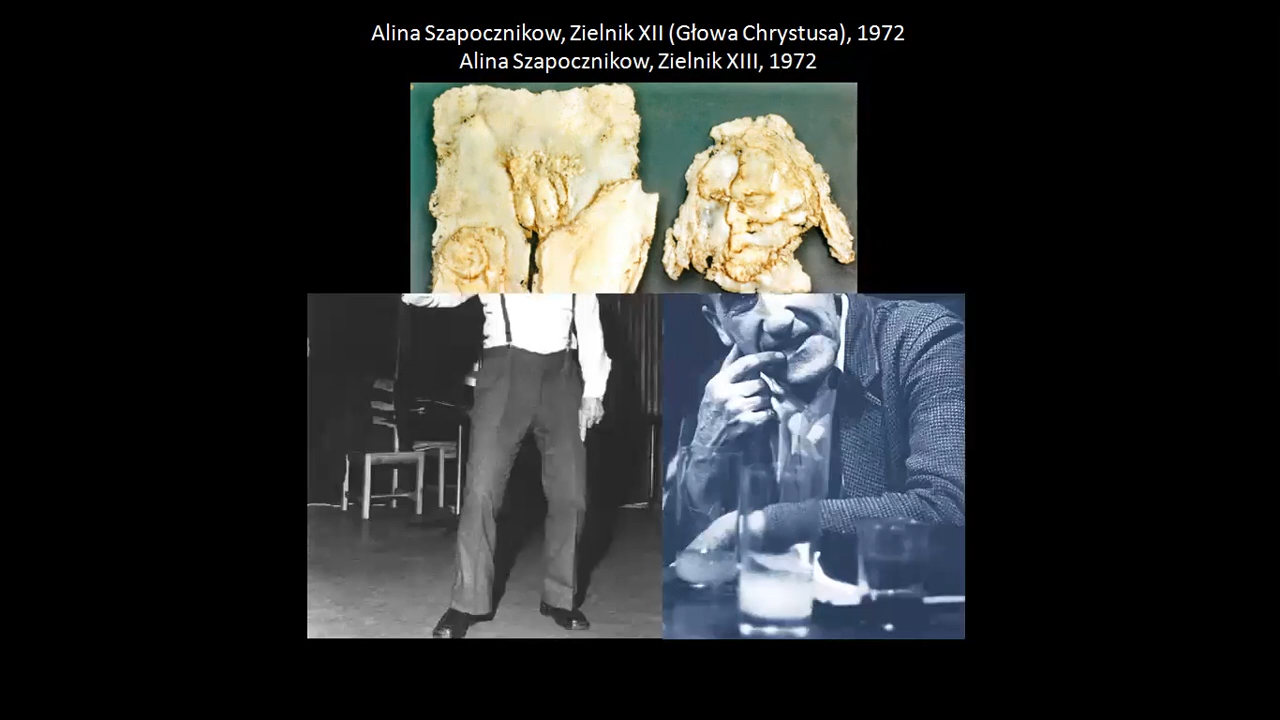 Alina Szapocznikow, Zielnik XII (Głowa Chrystusa), 1972
Alina Szapocznikow, Zielnik XIII, 1972